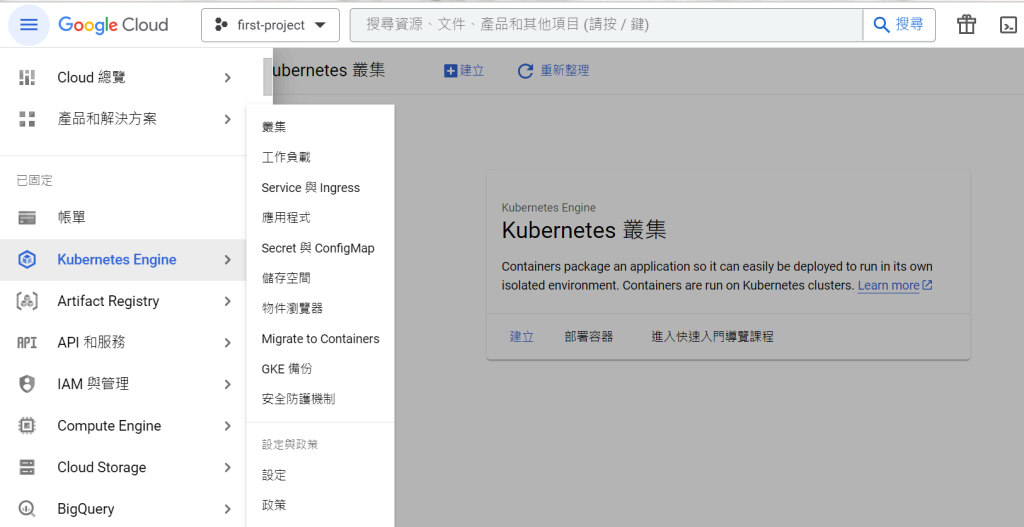 Google Cloud
first-project
搜尋資源、文件、產品和其他項目 (請按 / 鍵)
搜尋
Cloud 總覽
產品和解決方案
已固定
帳單
Kubernetes Engine
Artifact Registry
API 和服務
IAM 與管理
Compute Engine
Cloud Storage
BigQuery
叢集
工作負載
Service 與 Ingress
應用程式
Secret 與 ConfigMap
儲存空間
物件瀏覽器
Migrate to Containers
GKE 備份
安全防護機制
設定與政策
設定
政策
ubernetes 叢集
建立
重新整理
Kubernetes Engine
Kubernetes 叢集
Containers package an application so it can easily be deployed to run in its own
isolated environment. Containers are run on Kubernetes clusters. Learn more
建立
部署容器
進入快速入門導覽課程